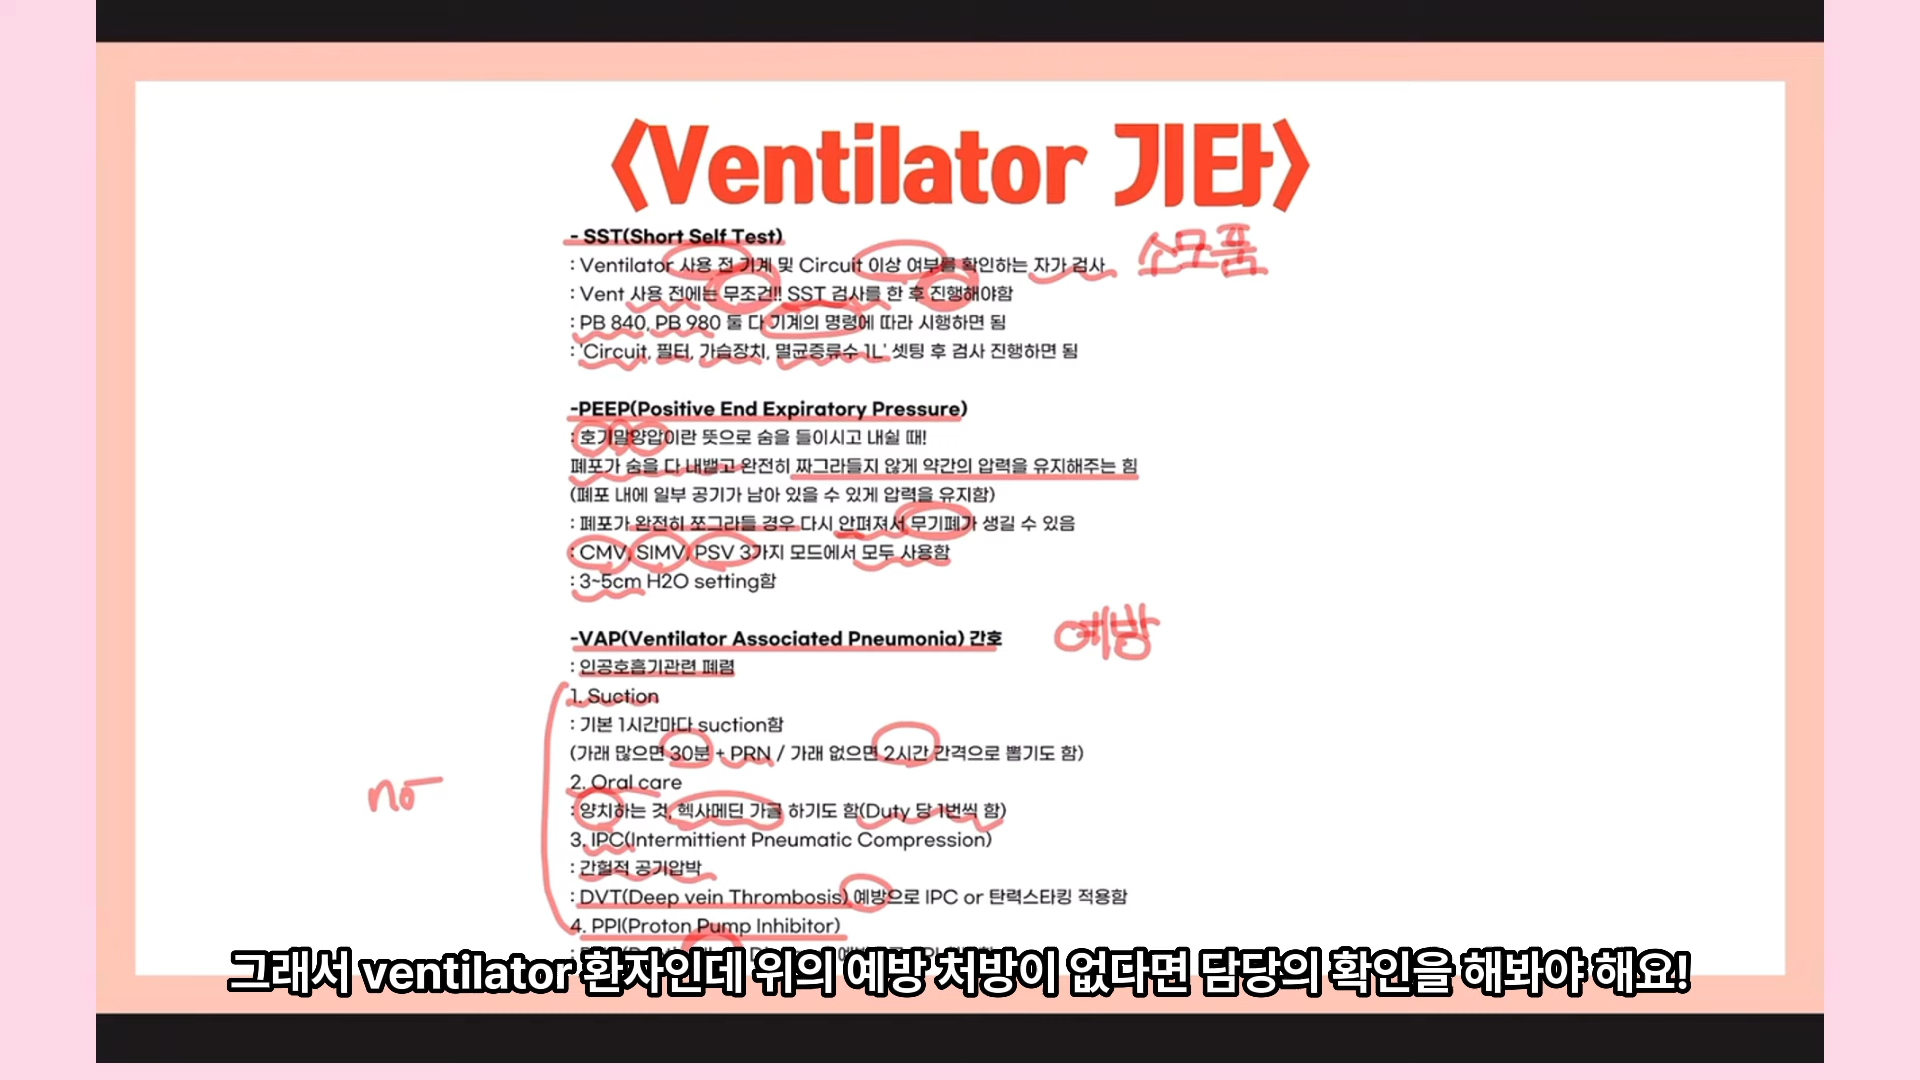 〈Ventilator 기타〉
- SST(Short Self Test)
: Ventilator 사용 전 기계 및 Circuit 이상 여부를 확인하는 자가 검사
소모품
: Vent 사용 전에는 무조건!! SST 검사를 한 후 진행해야함
: PB 840, PB 980 둘 다 기계의 명령에 따라 시행하면 됨
: 'Circuit, 필터, 가습장치, 멸균증류수 1L' 셋팅 후 검사 진행하면 됨
-PEEP(Positive End Expiratory Pressure)
: 호기말양압이란 뜻으로 숨을 들이시고 내쉴 때!
폐포가 숨을 다 내뱉고 완전히 짜그라들지 않게 약간의 압력을 유지해주는 힘
(폐포 내에 일부 공기가 남아 있을 수 있게 압력을 유지함)
: 폐포가 완전히 쪼그라들 경우 다시 안펴져서 무기폐가 생길 수 있음
: CMV, SIMV, PSV 3가지 모드에서 모두 사용함
: 3~5cm H2O setting함
-VAP(Ventilator Associated Pneumonia) 간호
예방
: 인공호흡기관련 폐렴
1. Suction
: 기본 1시간마다 suction함
(가래 많으면 30분 + PRN / 가래 없으면 2시간 간격으로 뽑기도 함)
2. Oral care
no
: 양치하는 것, 헥사메딘 가글 하기도 함(Duty 당 1번씩 함)
3. IPC(Intermittient Pneumatic Compression)
: 간헐적 공기압박
: DVT(Deep vein Thrombosis) 예방으로 IPC or 탄력스타킹 적용함
4. PPI(Proton Pump Inhibitor)
그래서 ventilator 환자인데 위의 예방 처방이 없다면 담당의 확인을 해봐야 해요!